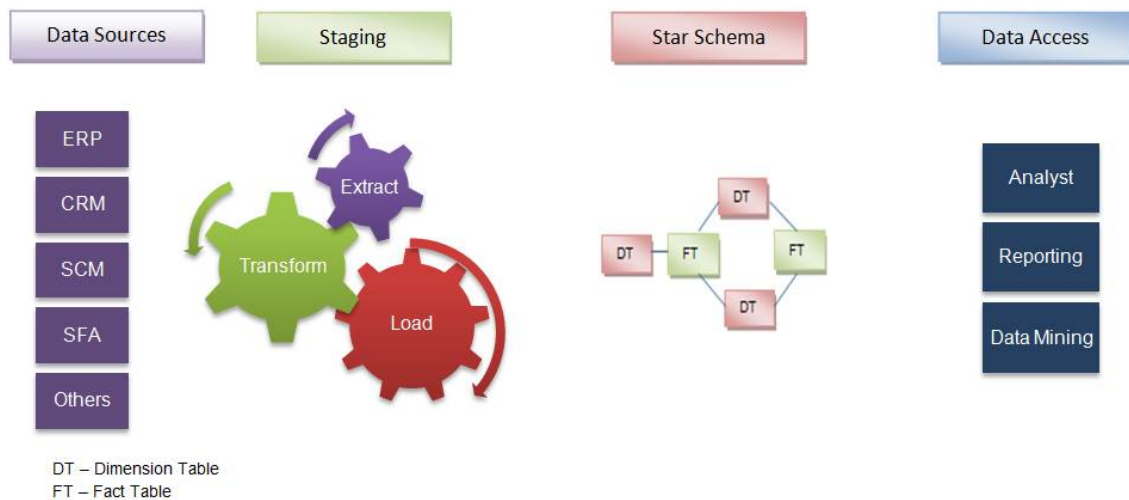 Data Sources
Staging
Star Schema
Data Access
ERP
CRM
SCM
SFA
Others
Extract
Transform
Load
DT
DT
FT
FT
DT
Analyst
Reporting
Data Mining
DT – Dimension Table
FT – Fact Table